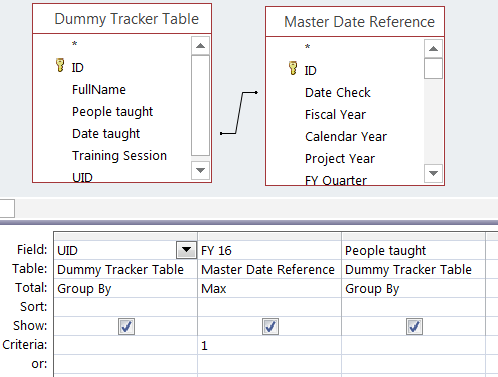 Dummy Tracker Table
*
ID
FullName
People taught
Date taught
Training Session
UID
Master Date Reference
*
ID
Date Check
Fiscal Year
Calendar Year
Project Year
FY Quarter
Field: UID FY 16 People taught
Table: Dummy Tracker Table Master Date Reference Dummy Tracker Table
Total: Group By Max Group By
Sort:
Show:
Criteria: 1
or: